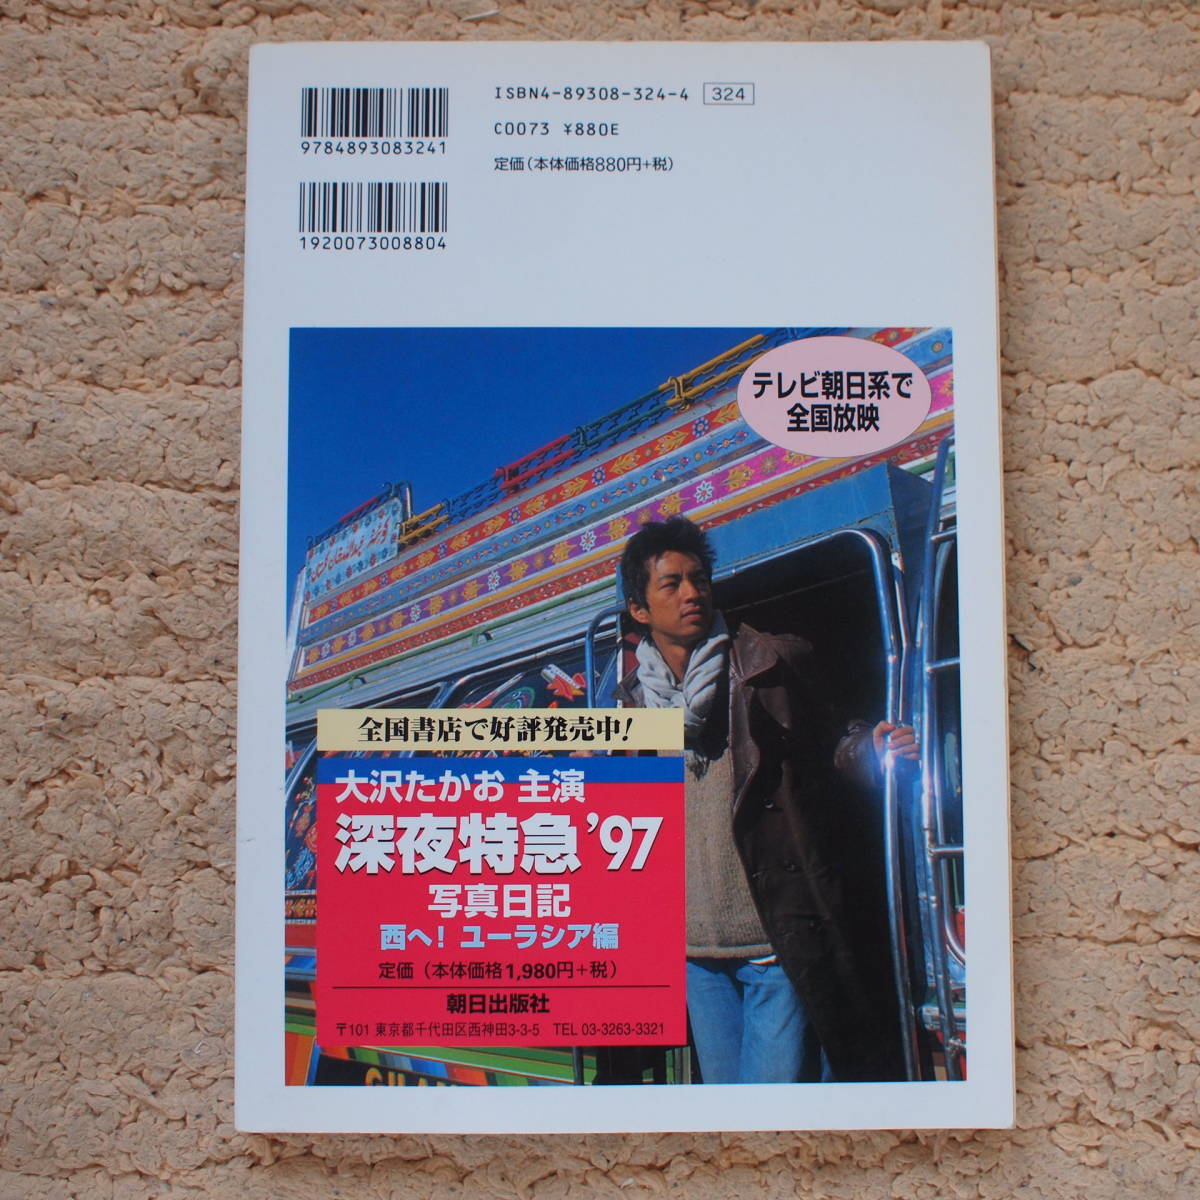 ISBN4-89308-324-4 324
C0073 ¥880E
定価(本体価格880円+税)
9784893083241
1920073008804
テレビ朝日系で
全国放映
全国書店で好評発売中!
大沢たかお 主演
深夜特急'97
写真日記
西へ! ユーラシア編
定価(本体価格1,980円+税)
朝日出版社
〒101 東京都千代田区西神田3-3-5 TEL 03-3263-3321